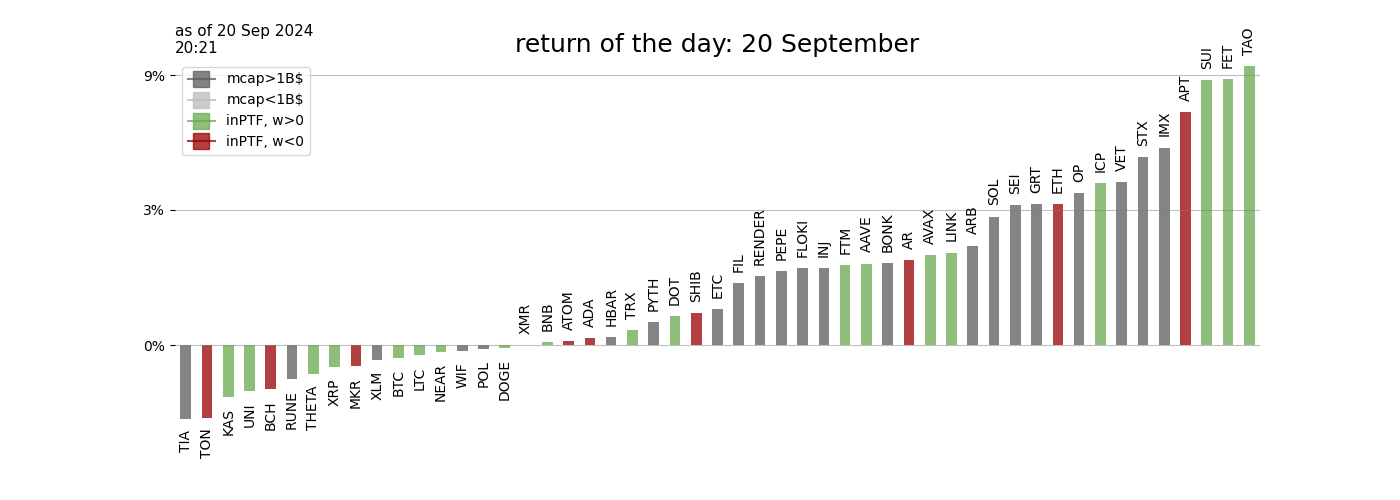 as of 20 Sep 2024
20:21
return of the day: 20 September
mcap>1B$
mcap<1B$
inPTF, w>0
inPTF, w<0
9%
3%
0%
TIA
TON
KAS
UNI
BCH
RUNE
THETA
XRP
MKR
XLM
BTC
LTC
NEAR
WIF
POL
DOGE
XMR
BNB
ATOM
ADA
HBAR
TRX
PYTH
DOT
SHIB
ETC
FIL
RENDER
PEPE
FLOKI
INJ
FTM
AAVE
BONK
AR
AVAX
LINK
ARB
SOL
SEI
GRT
ETH
OP
ICP
VET
STX
IMX
APT
SUI
FET
TAO